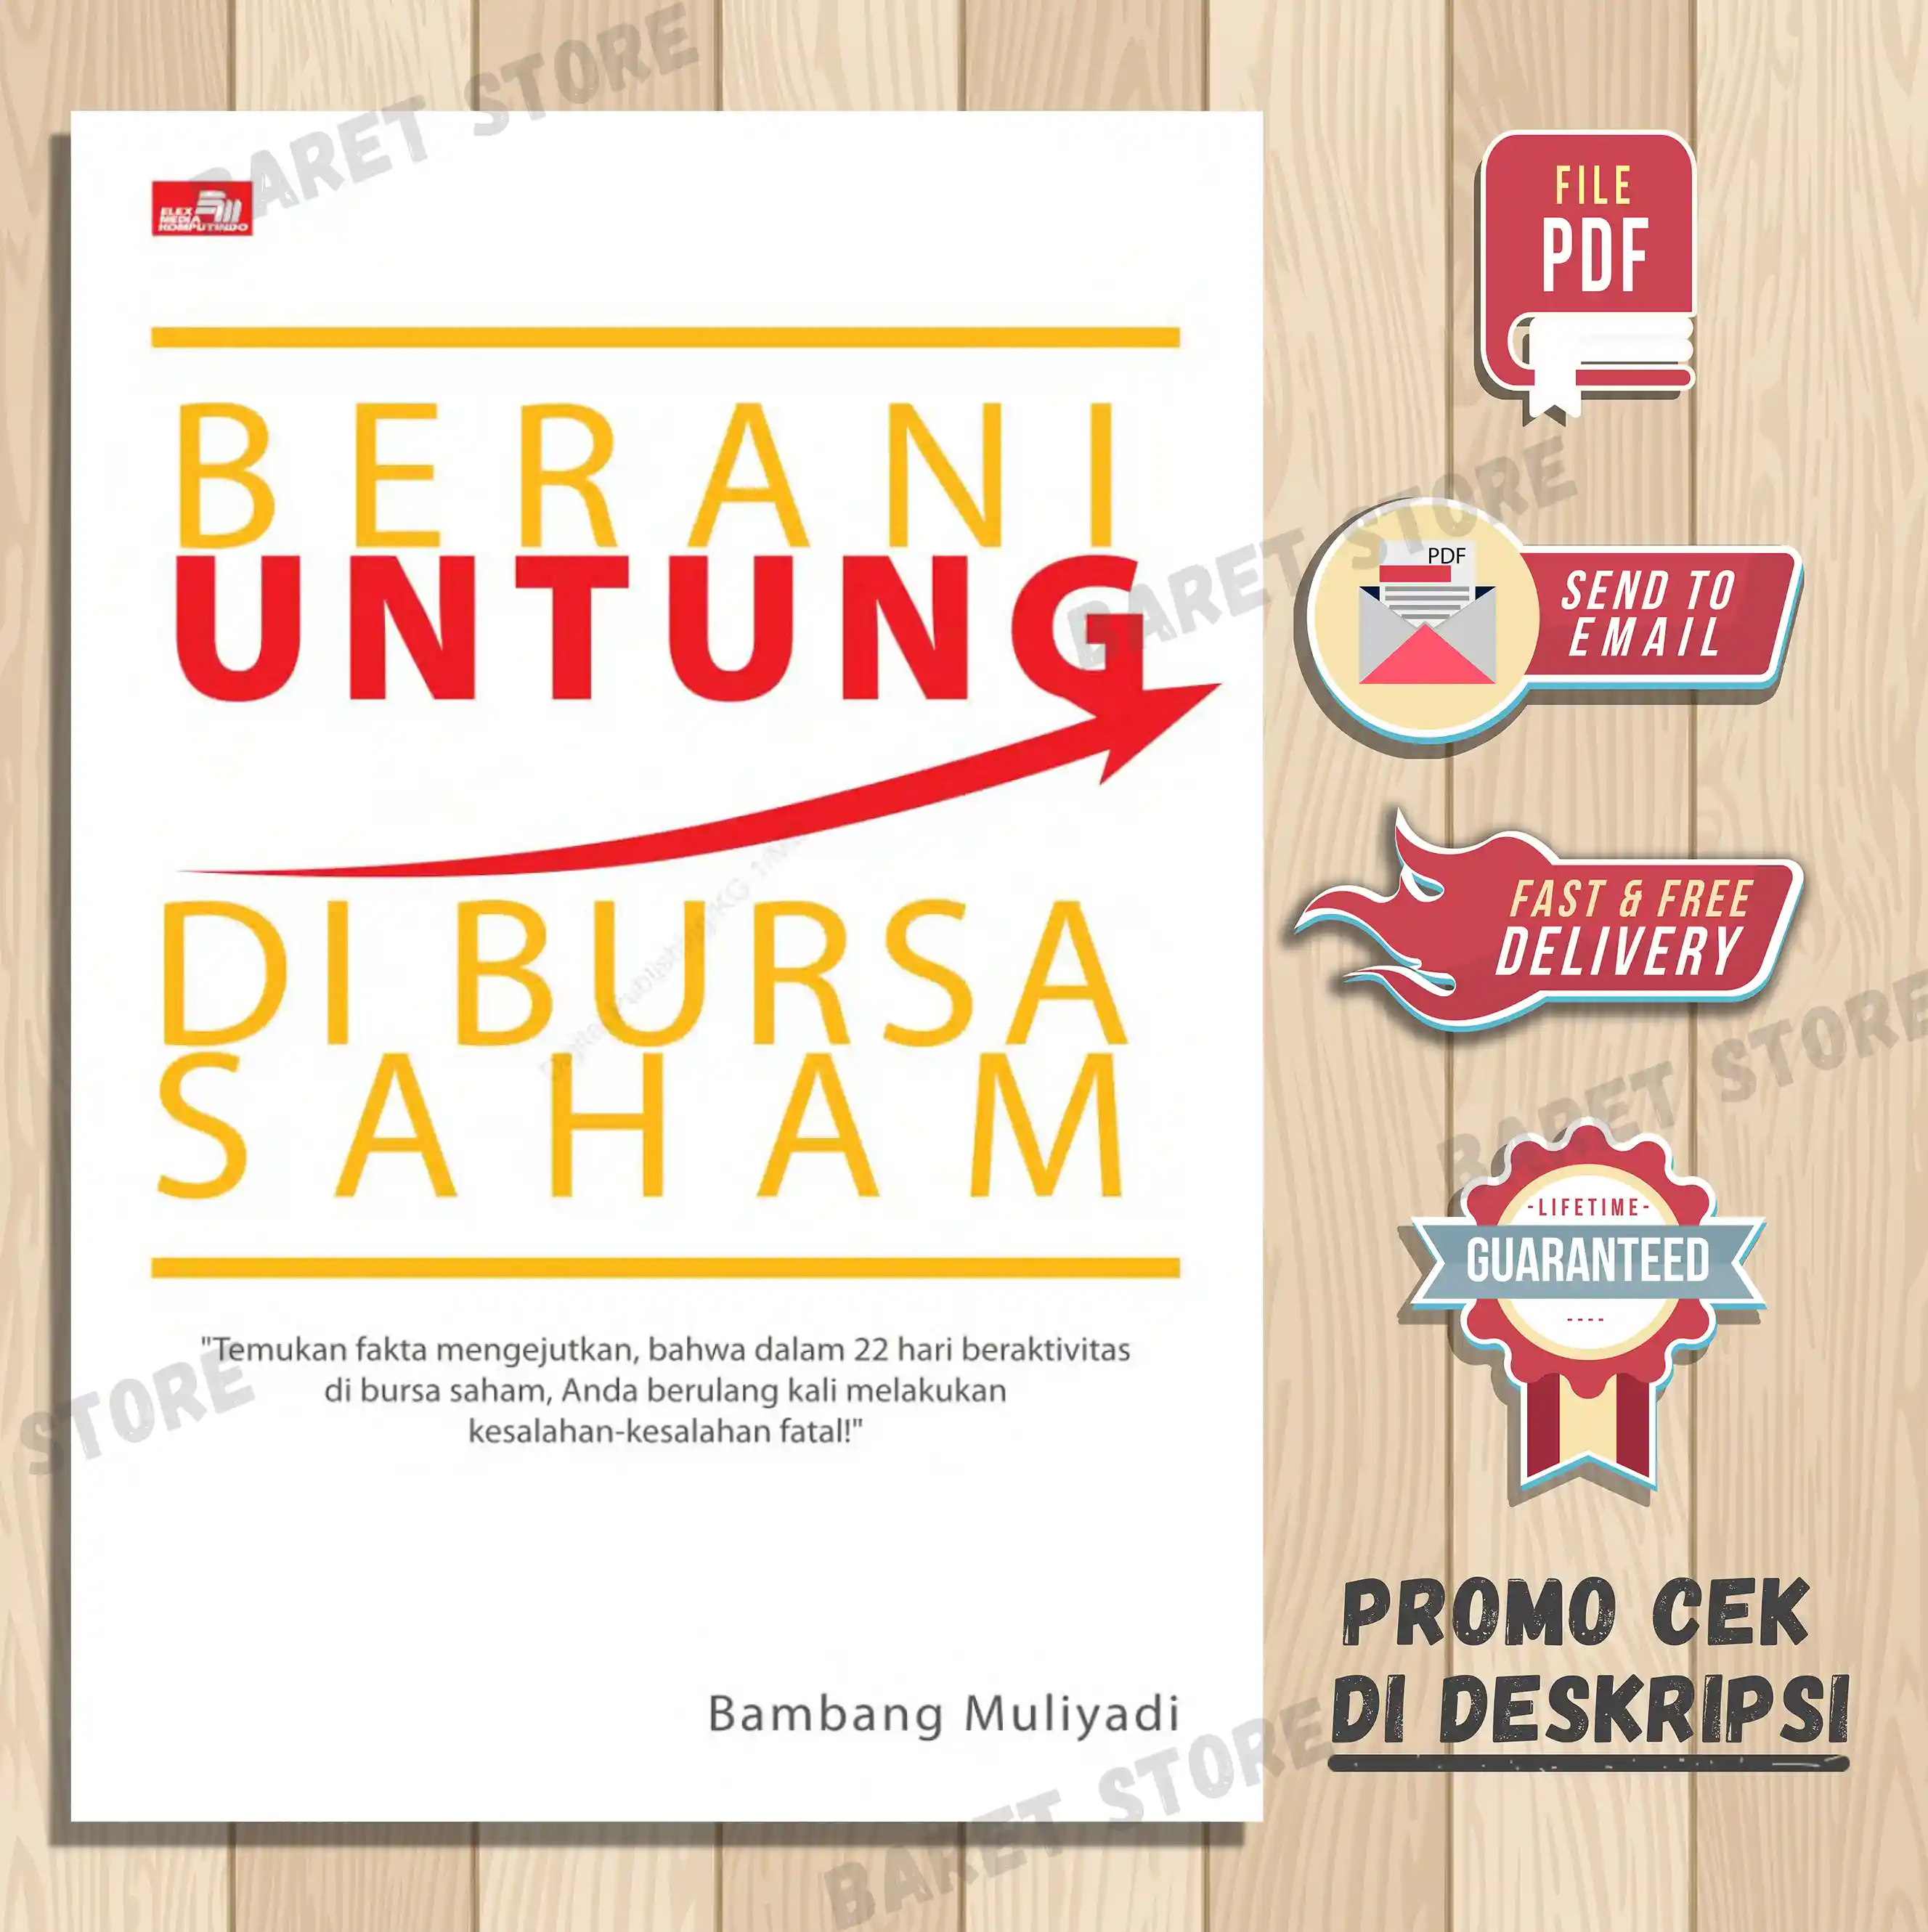 BARET STORE
ELEX
MEDIA
KOMPUTINDO
BERANI
UNTUNG
DI BURSA
SAHAM
"Temukan fakta mengejutkan, bahwa dalam 22 hari beraktivitas
di bursa saham, Anda berulang kali melakukan
kesalahan-kesalahan fatal!"
Bambang Muliyadi
FILE
PDF
BARET STORE
PDF
SEND TO
EMAIL
FAST & FREE
DELIVERY
BARET STORE
-LIFETIME-
GUARANTEED
STORE
PROMO CEK
DI DESKRIPSI
BARET STORE